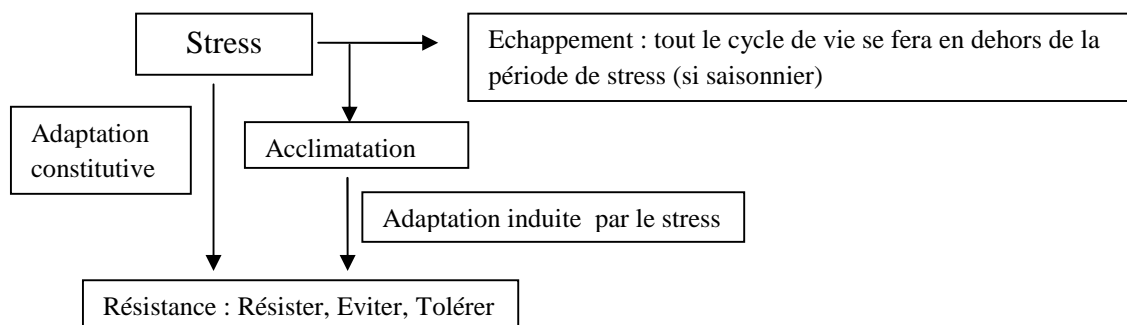 Stress
Echappement : tout le cycle de vie se fera en dehors de la
période de stress (si saisonnier)
Adaptation
constitutive
Acclimatation
Adaptation induite par le stress
Résistance : Résister, Eviter, Tolérer